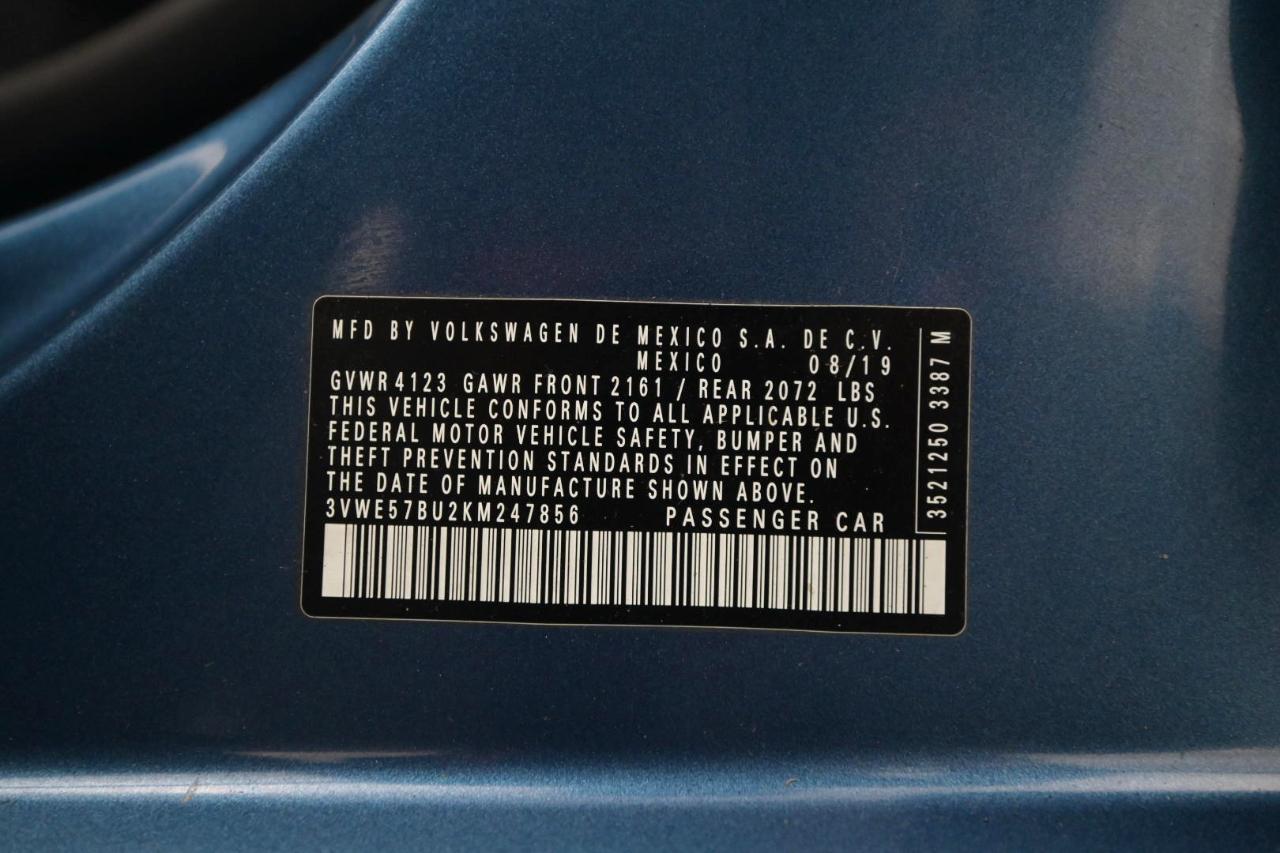 MFD BY VOLKSWAGEN DE MEXICO S.A. DE C.V.
MEXICO 08/19
GVWR 4123 GAWR FRONT 2161 / REAR 2072 LBS
THIS VEHICLE CONFORMS TO ALL APPLICABLE U.S.
FEDERAL MOTOR VEHICLE SAFETY, BUMPER AND
THEFT PREVENTION STANDARDS IN EFFECT ON
THE DATE OF MANUFACTURE SHOWN ABOVE.
3VWE57BU2KM247856 PASSENGER CAR
3521250 3387 M